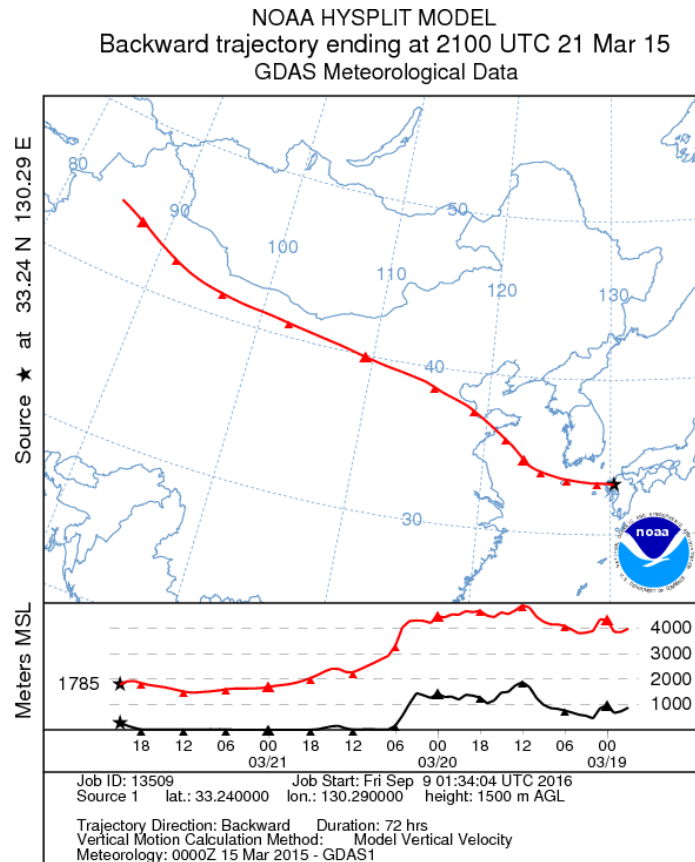 NOAA HYSPLIT MODEL
Backward trajectory ending at 2100 UTC 21 Mar 15
GDAS Meteorological Data
Source ★ at 33.24 N 130.29 E
80
90
100
110
120
130
50
40
30
noaa
Meters MSL
1785
4000
3000
2000
1000
18 12 06 00 18 12 06 00 18 12 06 00
03/21 03/20 03/19
Job ID: 13509 Job Start: Fri Sep 9 01:34:04 UTC 2016
Source 1 lat.: 33.240000 lon.: 130.290000 height: 1500 m AGL
Trajectory Direction: Backward Duration: 72 hrs
Vertical Motion Calculation Method: Model Vertical Velocity
Meteorology: 0000Z 15 Mar 2015 - GDAS1